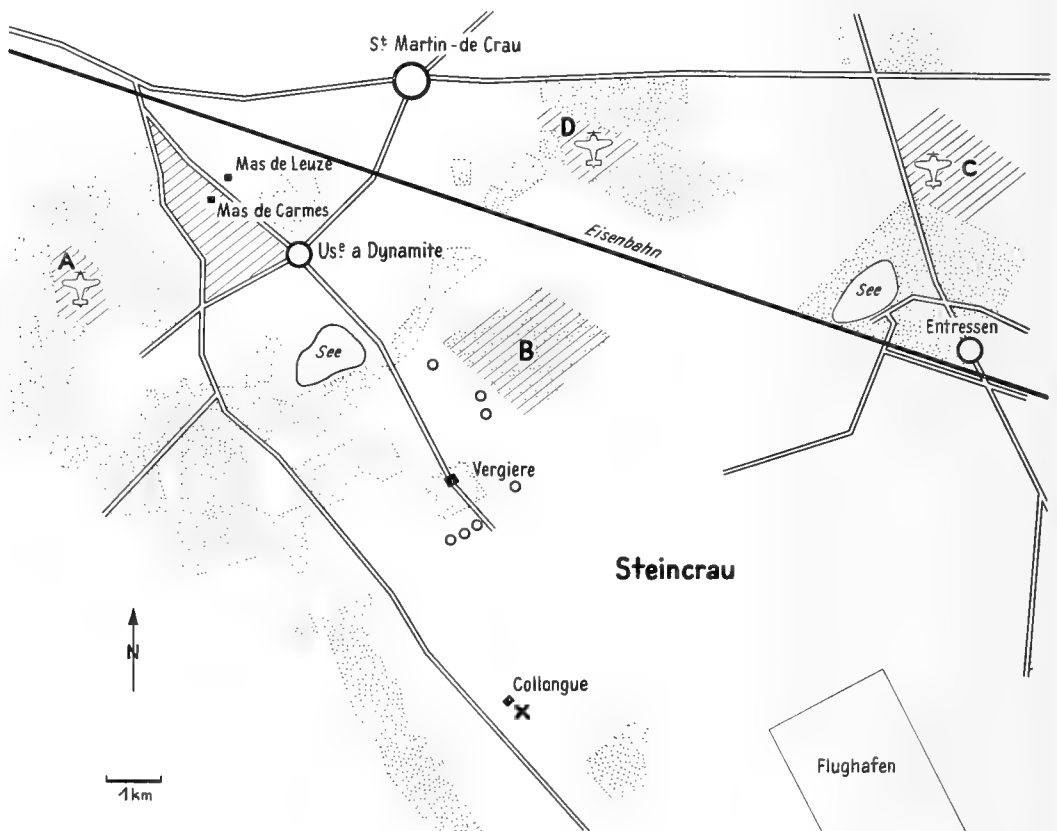 St Martin-de Crau
D
C
Mas de Leuze
Mas de Carmes
Use a Dynamite
A
Eisenbahn
See
Entressen
See
B
Vergiere
Steincrau
N
Collongue
x
Flughafen
1km